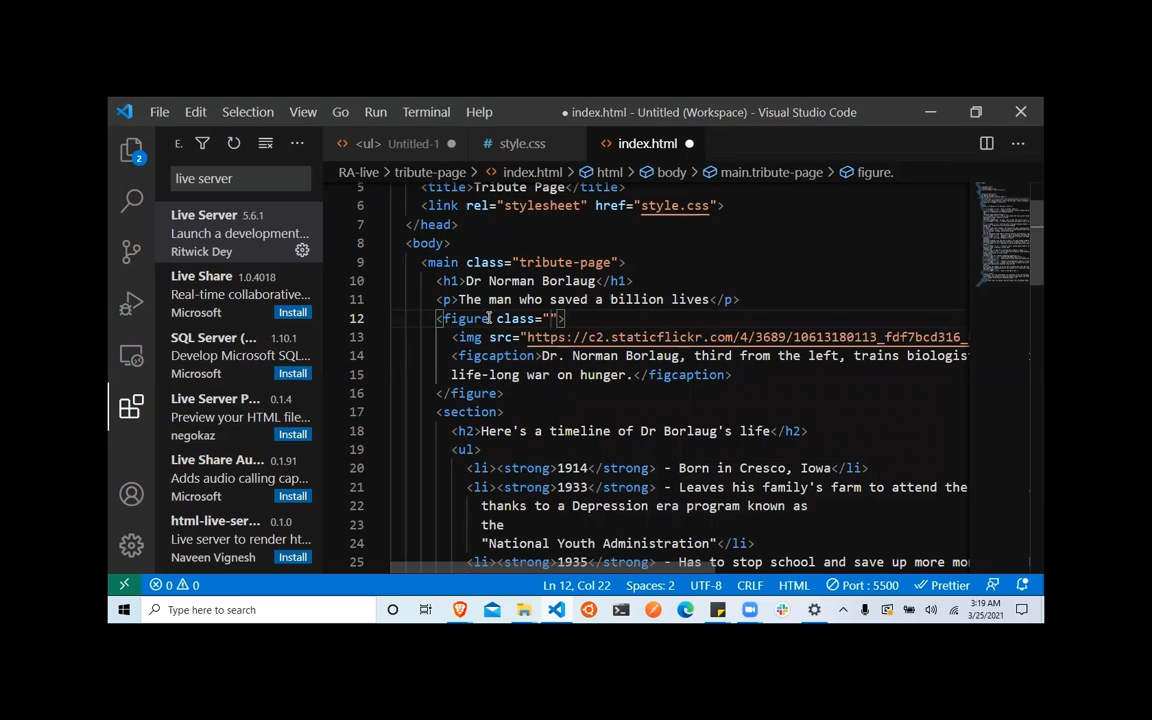 File Edit Selection View Go Run Terminal Help
● index.html - Untitled (Workspace) - Visual Studio Code
E.
<ul> Untitled-1
# style.css
<> index.html
live server
RA-live > tribute-page > <> index.html > html > body > main.tribute-page > figure.
Live Server 5.6.1
Launch a development...
Ritwick Dey
Live Share 1.0.4018
Real-time collaborative...
Microsoft Install
SQL Server (... 1.10.1
Develop Microsoft SQL...
Microsoft Install
Live Server P... 0.1.4
Preview your HTML file...
negokaz Install
Live Share Au... 0.1.91
Adds audio calling cap...
Microsoft Install
html-live-ser... 0.1.0
Live server to render ht...
Naveen Vignesh Install
2
5 <title>Tribute Page</title>
6 <link rel="stylesheet" href="style.css">
7 </head>
8 <body>
9 <main class="tribute-page">
10 <h1>Dr Norman Borlaug</h1>
11 <p>The man who saved a billion lives</p>
12 <figure class="">
13 <img src="https://c2.staticflickr.com/4/3689/10613180113_fdf7bcd316_
14 <figcaption>Dr. Norman Borlaug, third from the left, trains biologist
15 life-long war on hunger.</figcaption>
16 </figure>
17 <section>
18 <h2>Here's a timeline of Dr Borlaug's life</h2>
19 <ul>
20 <li><strong>1914</strong> - Born in Cresco, Iowa</li>
21 <li><strong>1933</strong> - Leaves his family's farm to attend the
22 thanks to a Depression era program known as
23 the
24 "National Youth Administration"</li>
25 <li><strong>1935</strong> - Has to stop school and save up more mo
0 0 Ln 12, Col 22 Spaces: 2 UTF-8 CRLF HTML Port : 5500 Prettier
Type here to search
3:19 AM
3/25/2021